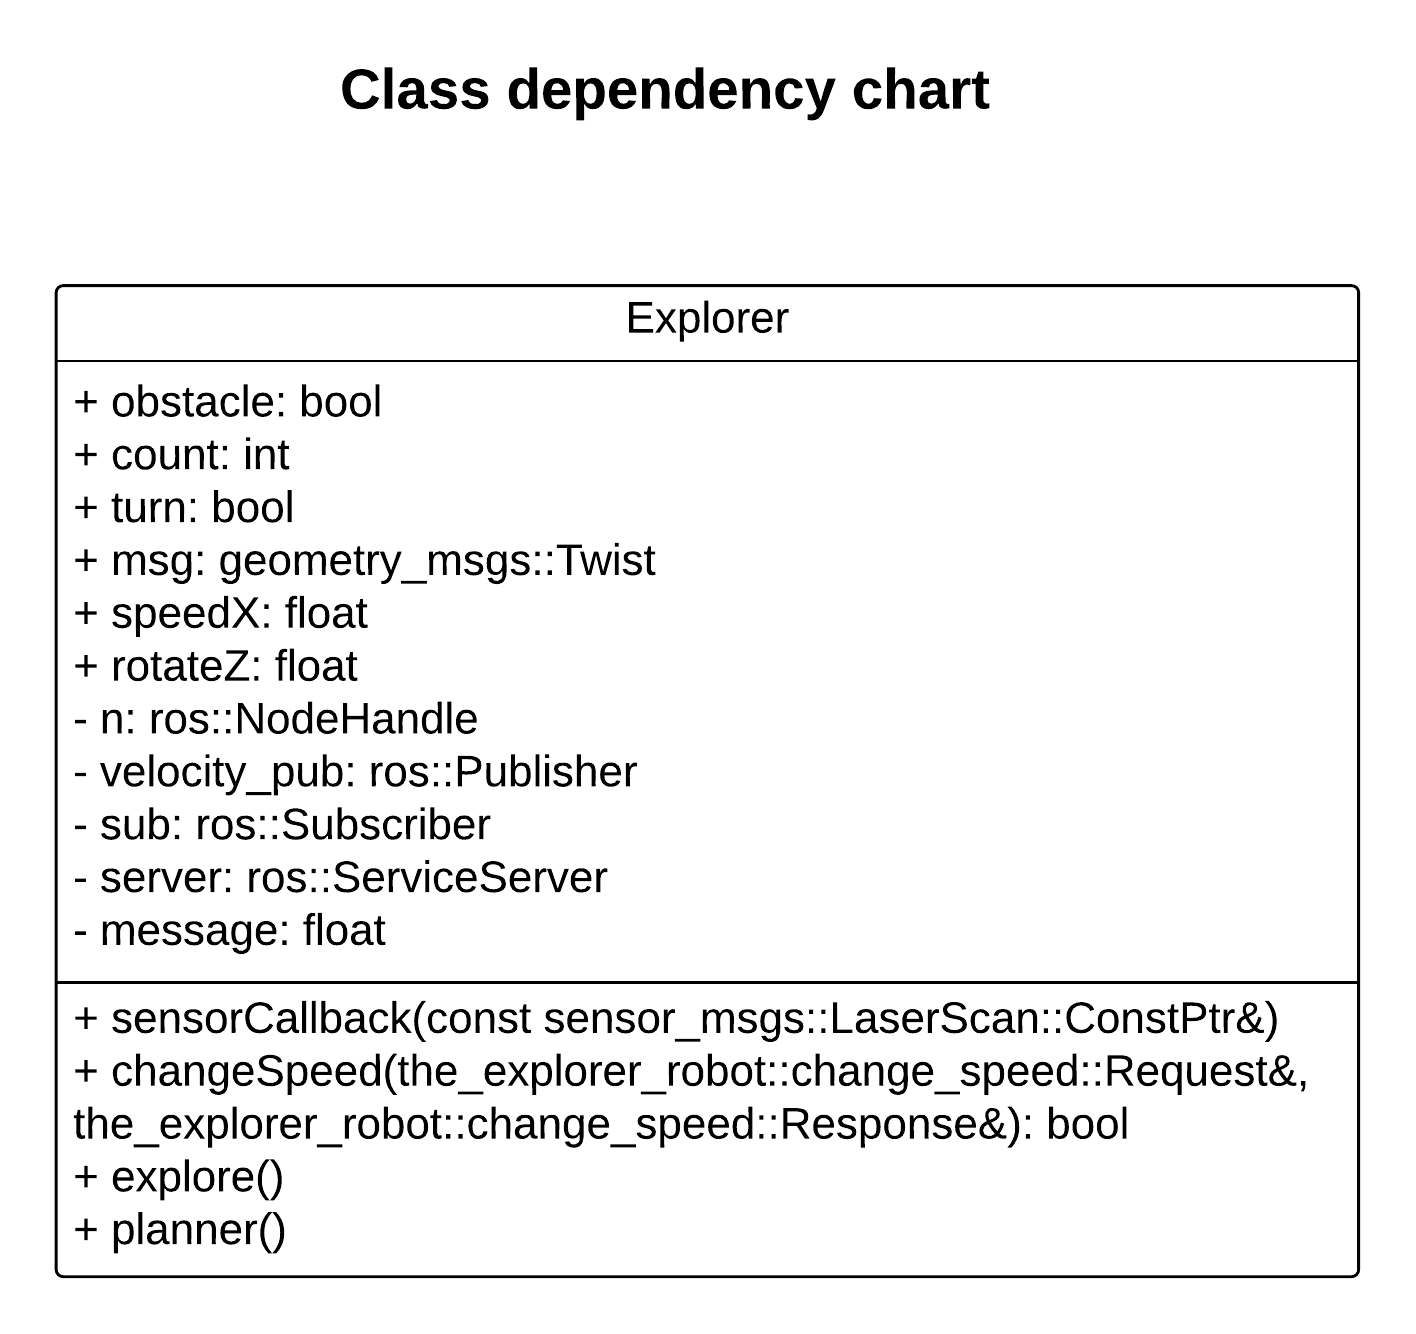 Class dependency chart
Explorer
+ obstacle: bool
+ count: int
+ turn: bool
+ msg: geometry_msgs::Twist
+ speedX: float
+ rotateZ: float
- n: ros::NodeHandle
- velocity_pub: ros::Publisher
- sub: ros::Subscriber
- server: ros::ServiceServer
- message: float
+ sensorCallback(const sensor_msgs::LaserScan::ConstPtr&)
+ changeSpeed(the_explorer_robot::change_speed::Request&,
the_explorer_robot::change_speed::Response&): bool
+ explore()
+ planner()